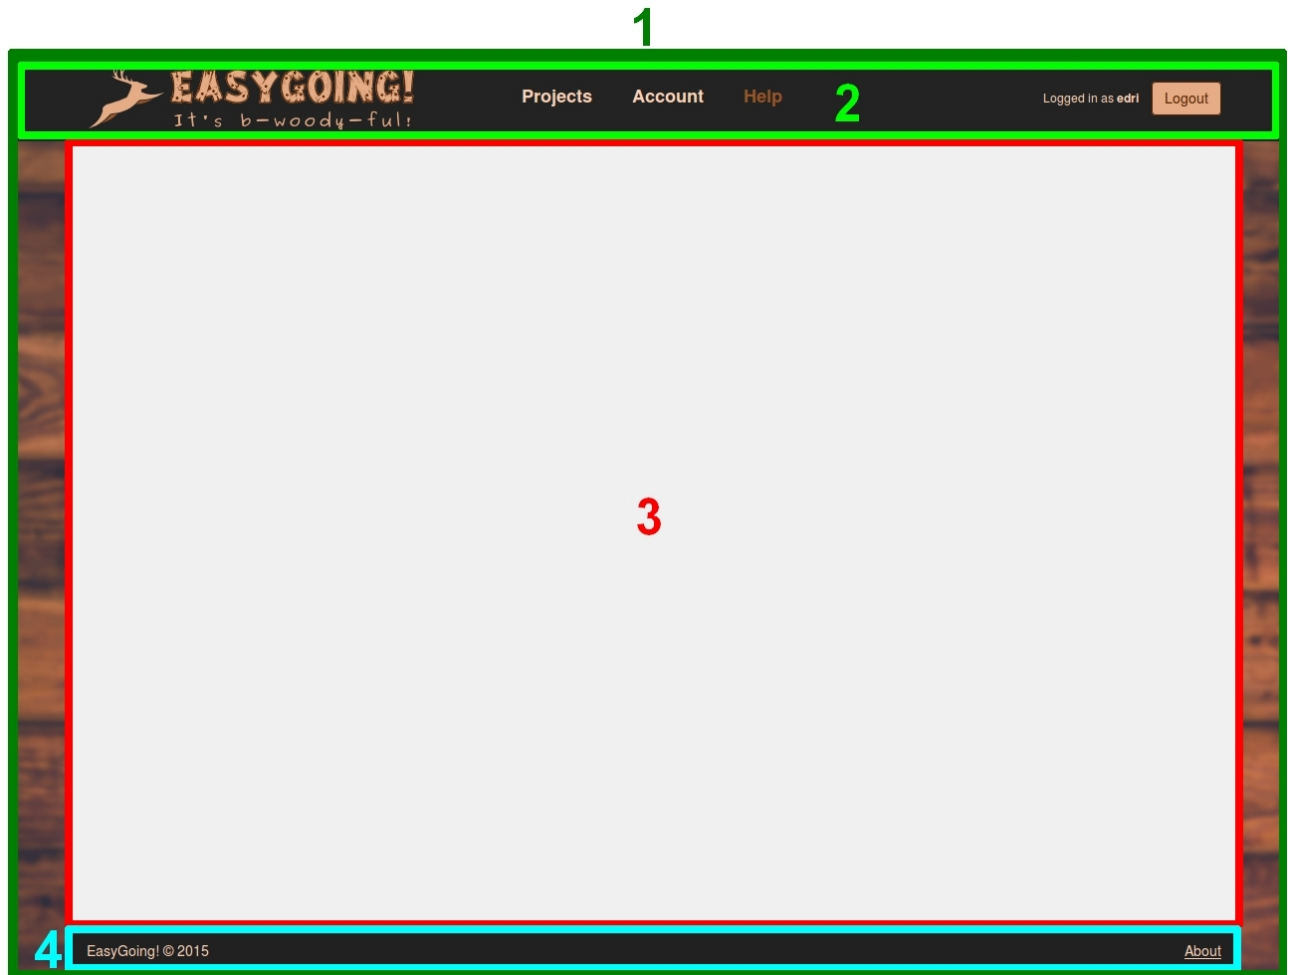 1
EASYGOING!
It's b-woody-ful!
Projects Account Help
2
Logged in as edri Logout
3
4
EasyGoing! © 2015 About